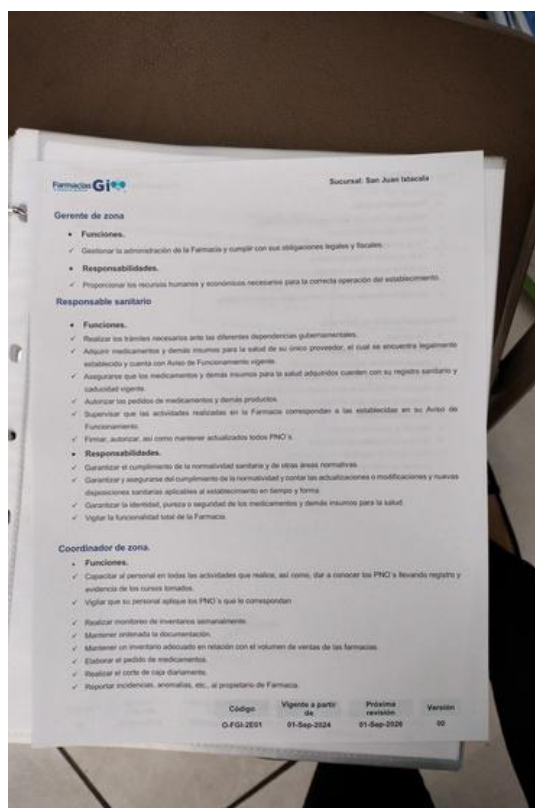 Farmacias Gi
Sucursal: San Juan Ixtacala
Gerente de zona
• Funciones.
✓ Gestionar la administración de la Farmacia y cumplir con sus obligaciones legales y fiscales.
• Responsabilidades.
✓ Proporcionar los recursos humanos y económicos necesarios para la correcta operación del establecimiento.
Responsable sanitario
• Funciones.
✓ Realizar los trámites necesarios ante las diferentes dependencias gubernamentales.
✓ Adquirir medicamentos y demás insumos para la salud de su único proveedor, el cual se encuentra legalmente
establecido y cuenta con Aviso de Funcionamiento vigente.
✓ Asegurarse que los medicamentos y demás insumos para la salud adquiridos cuenten con su registro sanitario y
caducidad vigente.
✓ Autorizar los pedidos de medicamentos y demás productos.
✓ Supervisar que las actividades realizadas en la Farmacia correspondan a las establecidas en su Aviso de
Funcionamiento.
✓ Firmar, autorizar, así como mantener actualizados todos PNO´s.
• Responsabilidades.
✓ Garantizar el cumplimiento de la normatividad sanitaria y de otras áreas normativas.
✓ Garantizar y asegurarse del cumplimiento de la normatividad y contar las actualizaciones o modificaciones y nuevas
disposiciones sanitarias aplicables al establecimiento en tiempo y forma.
✓ Garantizar la identidad, pureza o seguridad de los medicamentos y demás insumos para la salud.
✓ Vigilar la funcionalidad total de la Farmacia.
Coordinador de zona.
• Funciones.
✓ Capacitar al personal en todas las actividades que realice, así como, dar a conocer los PNO´s llevando registro y
evidencia de los cursos tomados.
✓ Vigilar que su personal aplique los PNO´s que le correspondan
✓ Realizar monitoreo de inventarios semanalmente.
✓ Mantener ordenada la documentación.
✓ Mantener un inventario adecuado en relación con el volumen de ventas de las farmacias.
✓ Elaborar el pedido de medicamentos.
✓ Realizar el corte de caja diariamente.
✓ Reportar incidencias, anomalías, etc., al propietario de Farmacia.
Código Vigente a partir de Próxima revisión Versión
O-FGI-2E01 01-Sep-2024 01-Sep-2026 00